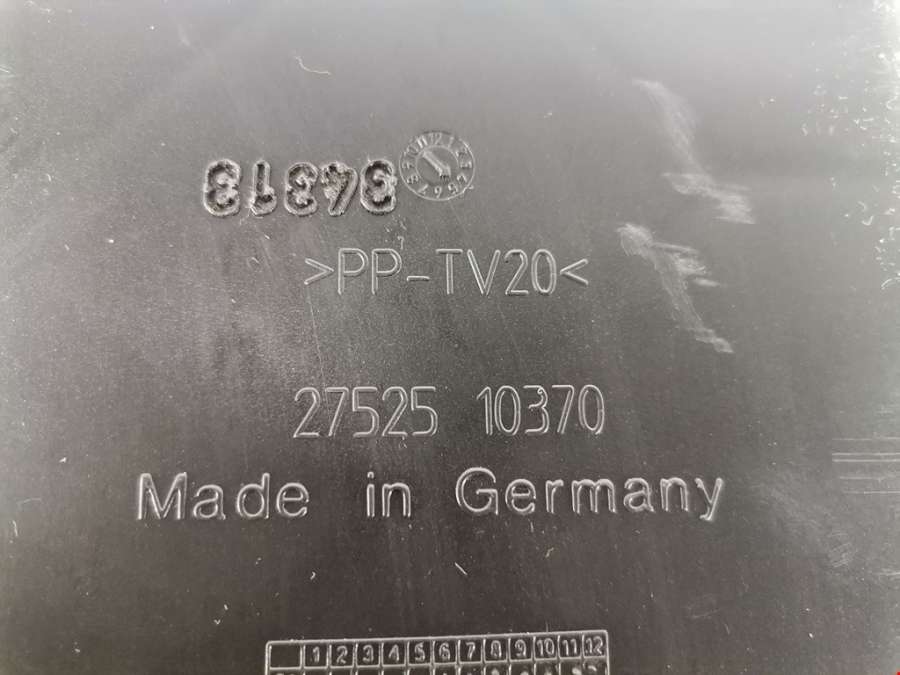 >PP-TV20<
27525 10370
Made in Germany
1 2 3 4 5 6 7 8 9 10 11 12